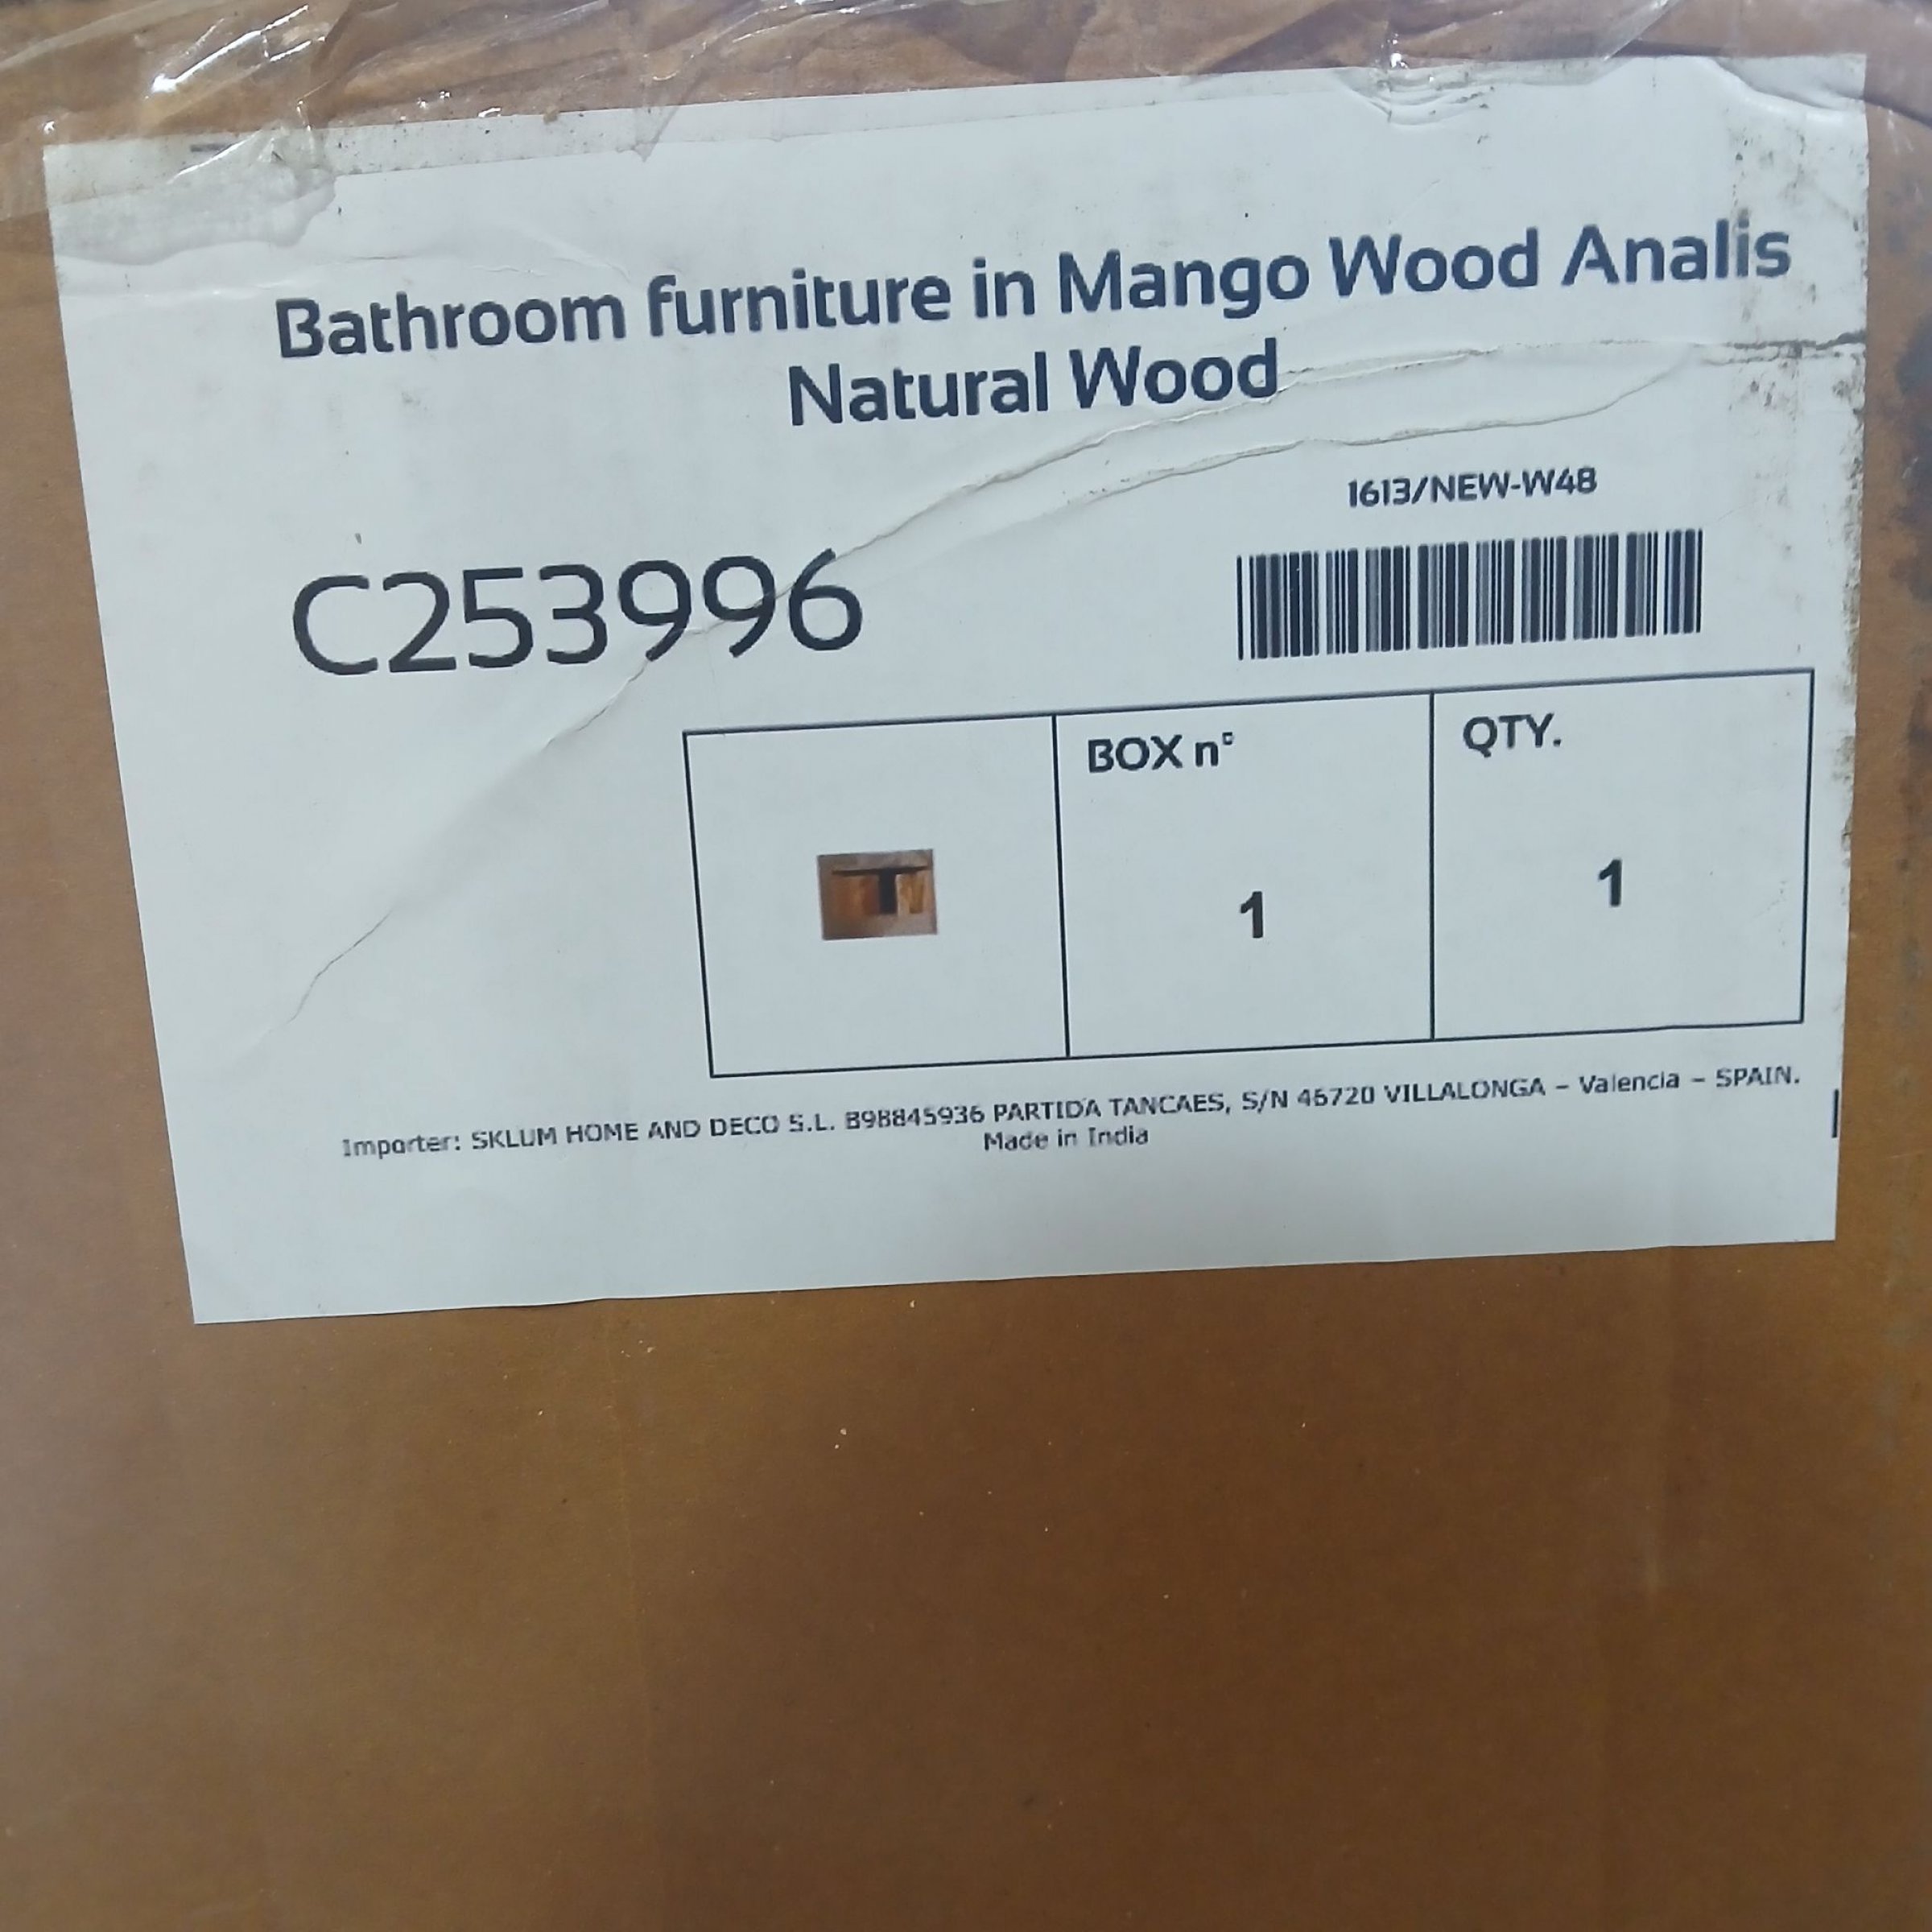 Bathroom furniture in Mango Wood Analis
Natural Wood
1613/NEW-W48
C253996
BOX n°
QTY.
1
1
Importer: SKLUM HOME AND DECO S.L. B98845936 PARTIDA TANCAES, S/N 46720 VILLALONGA – Valencia – SPAIN.
Made in India